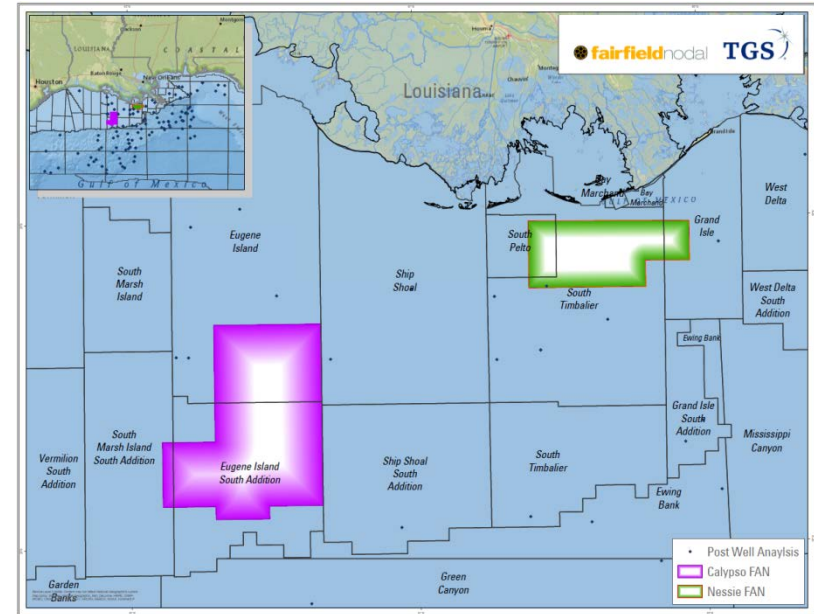 LOUISIANA
COASTAL
Baton Rouge
New Orleans
Houston
Gulf of Mexico
fairfieldnodal
TGS
Houma
Louisiana
Bay
Marchand
Bay
Marchand
MEXICO
Grand
Isle
West
Delta
South
Pelto
Eugene
Island
South
Marsh
Island
Ship
Shoal
South
Timbalier
West Delta
South
Addition
Ewing Bank
Grand Isle
South
Addition
Mississippi
Canyon
Vermilion
South
Addition
South
Marsh Island
South Addition
Eugene Island
South Addition
Ship Shoal
South
Addition
South
Timbalier
Ewing
Bank
Garden
Banks
Green
Canyon
Post Well Anaylsis
Calypso FAN
Nessie FAN